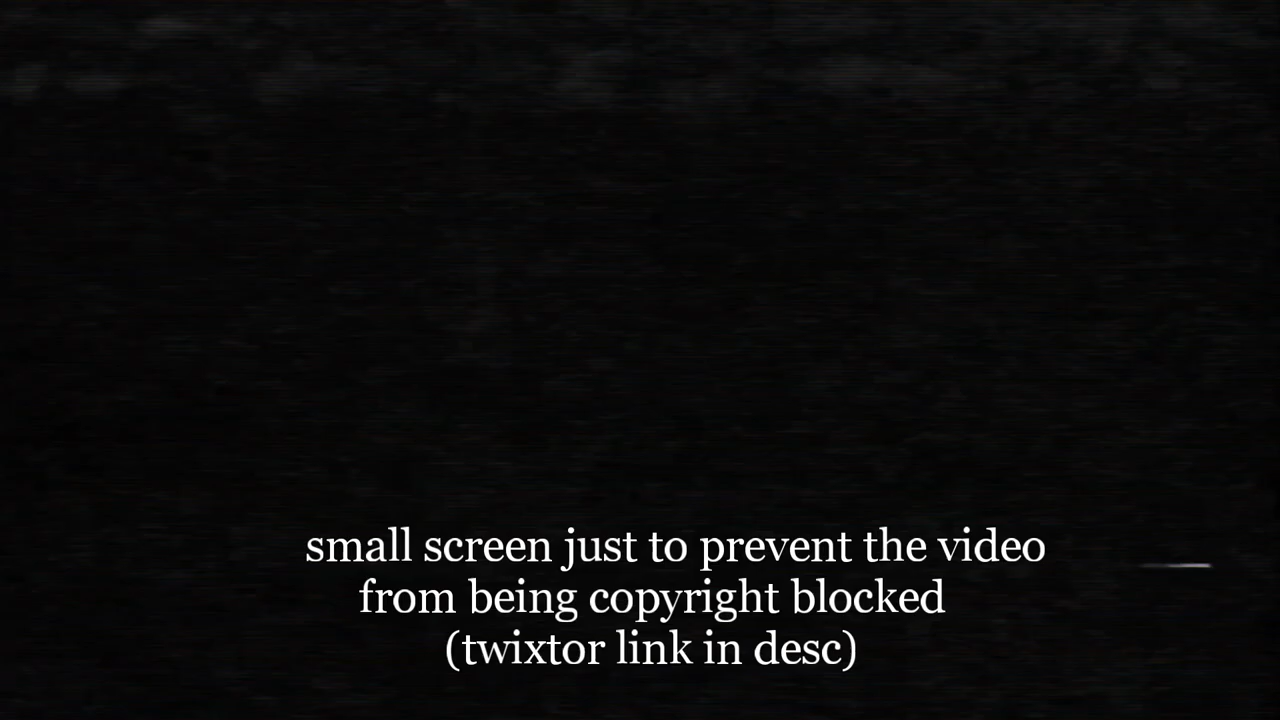 small screen just to prevent the video
from being copyright blocked
(twixtor link in desc)